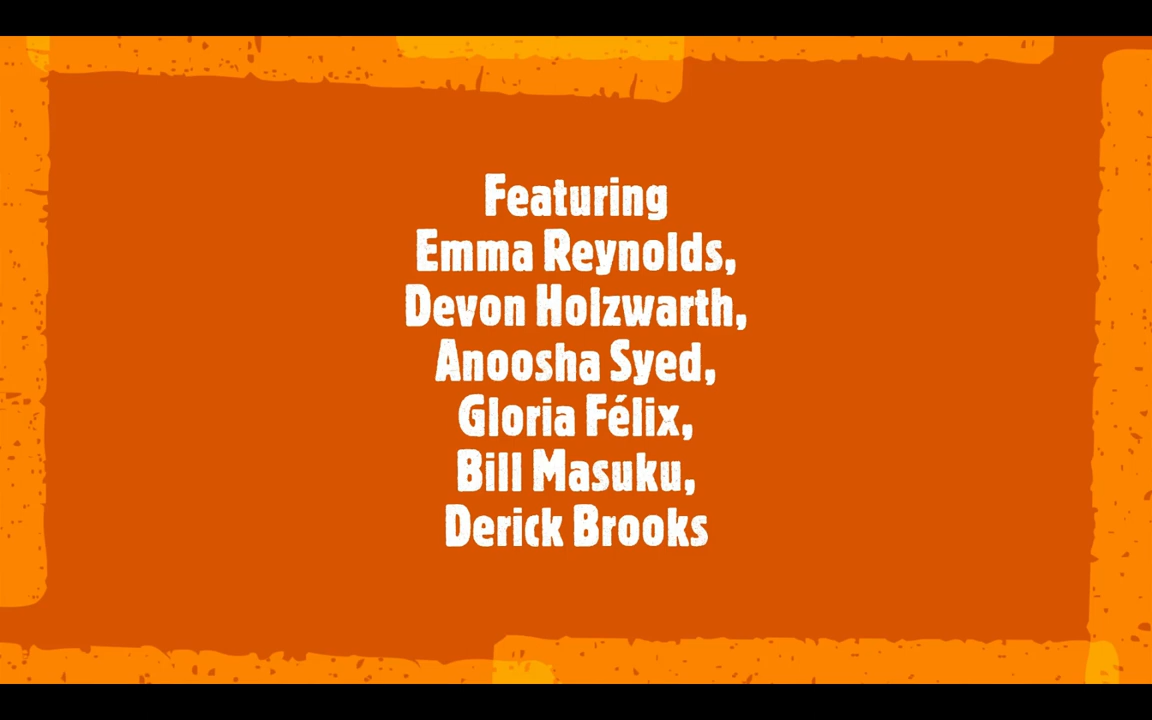 Featuring
Emma Reynolds,
Devon Holzwarth,
Anoosha Syed,
Gloria Félix,
Bill Masuku,
Derick Brooks